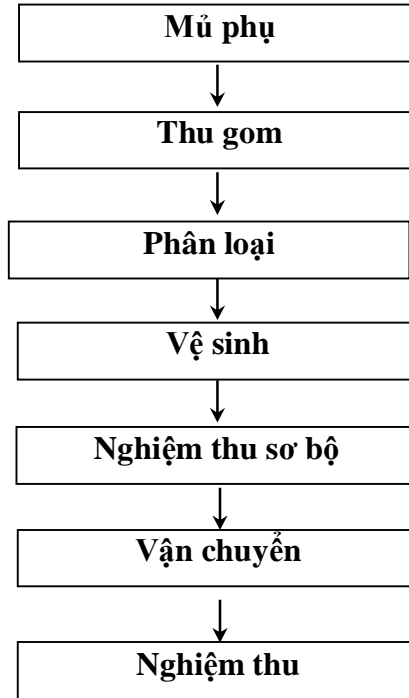 Mủ phụ
Thu gom
Phân loại
Vệ sinh
Nghiệm thu sơ bộ
Vận chuyển
Nghiệm thu